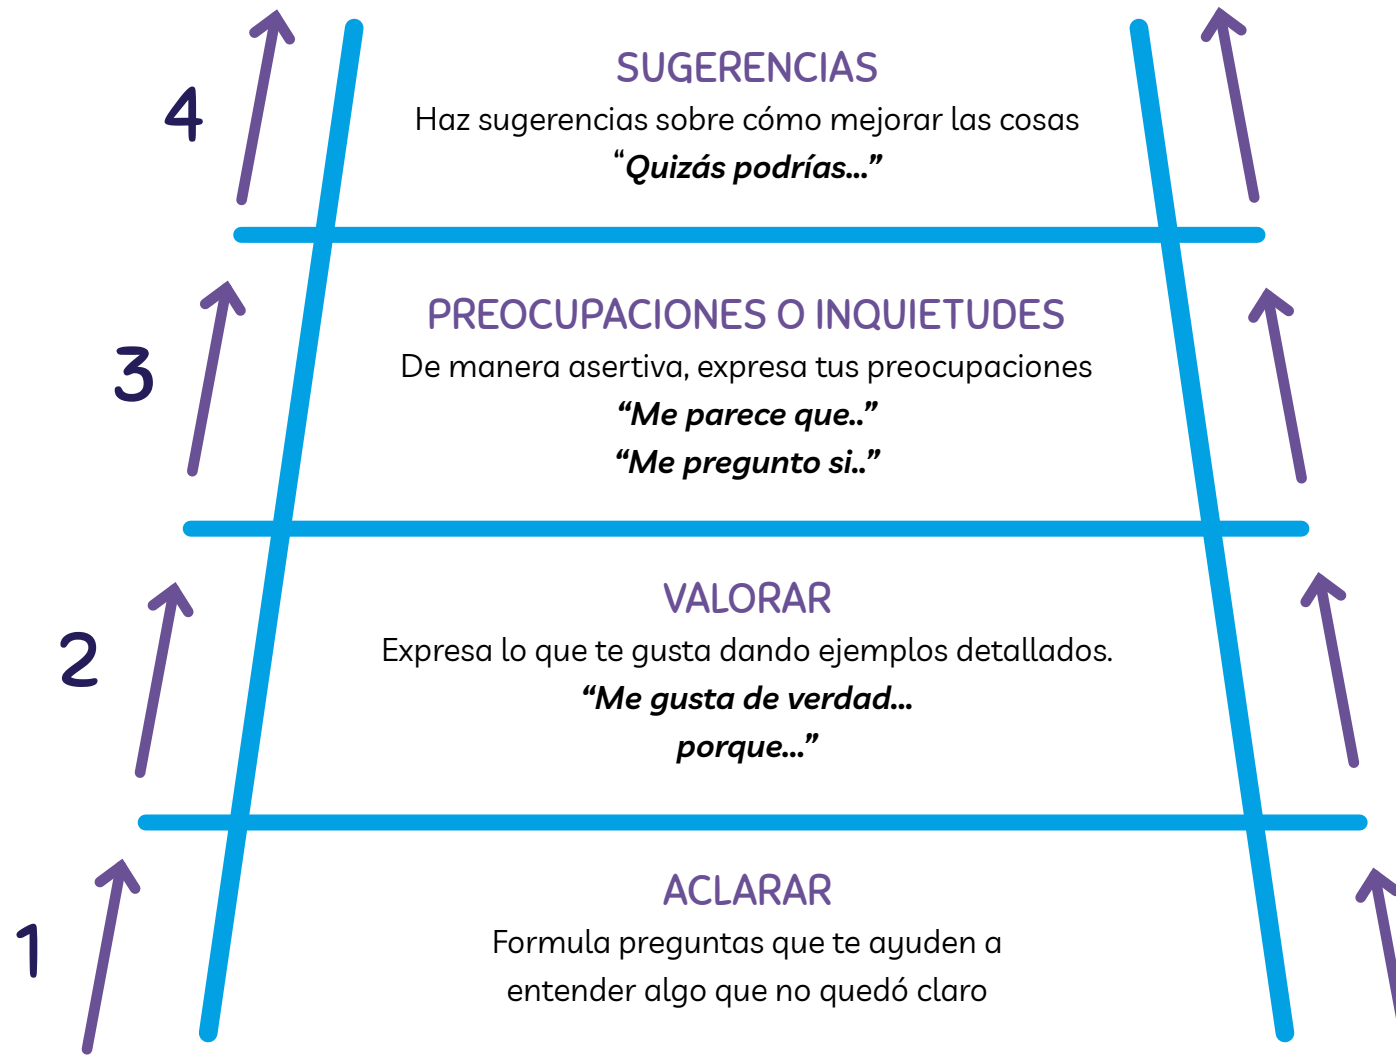 4
SUGERENCIAS
Haz sugerencias sobre cómo mejorar las cosas
“Quizás podrías...”
3
PREOCUPACIONES O INQUIETUDES
De manera asertiva, expresa tus preocupaciones
“Me parece que..”
“Me pregunto si..”
2
VALORAR
Expresa lo que te gusta dando ejemplos detallados.
“Me gusta de verdad...
porque...”
1
ACLARAR
Formula preguntas que te ayuden a
entender algo que no quedó claro